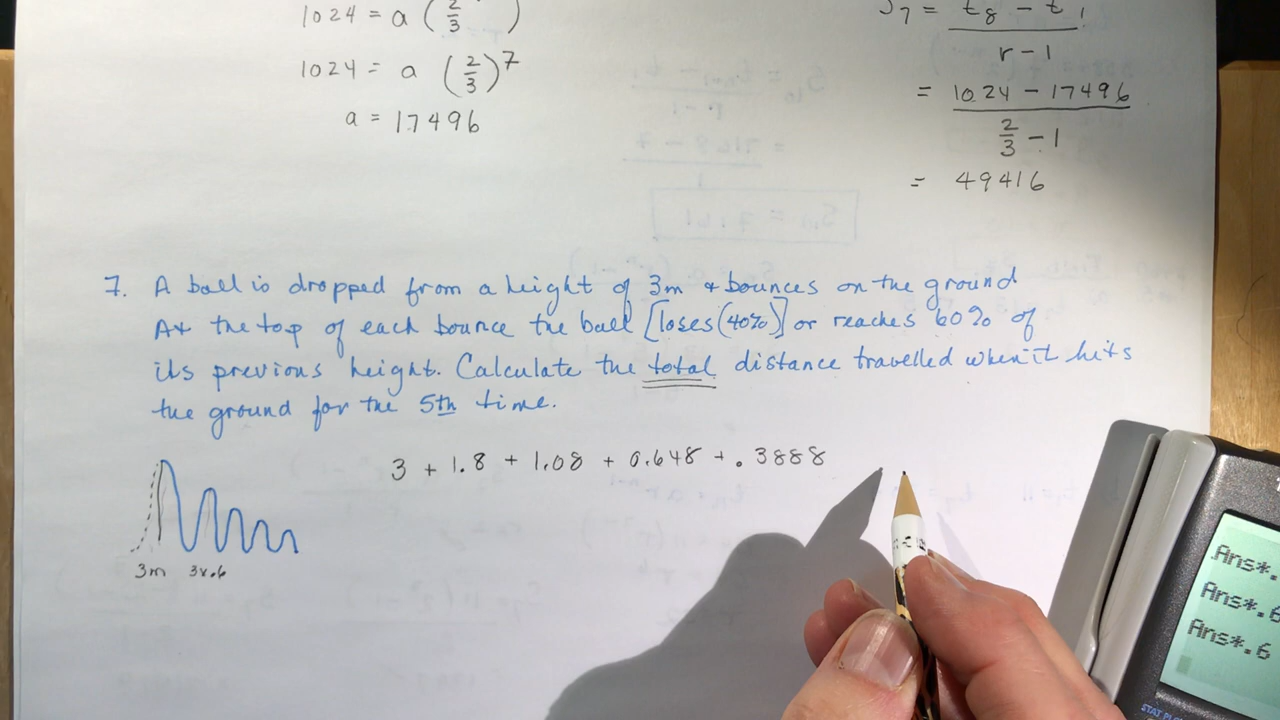 1024 = a (2/3)
1024 = a (2/3)^7
a = 17496
S7 = (t8 - t1)/(r - 1)
= (1024 - 17496)/(2/3 - 1)
= 49416
7. A ball is dropped from a height of 3m & bounces on the ground
At the top of each bounce the ball [loses (40%)] or reaches 60% of
its previous height. Calculate the total distance travelled when it hits
the ground for the 5th time.
3 + 1.8 + 1.08 + 0.648 + .3888
3m 3x.6
Ans*.
Ans*.6
Ans*.6
STAT PL